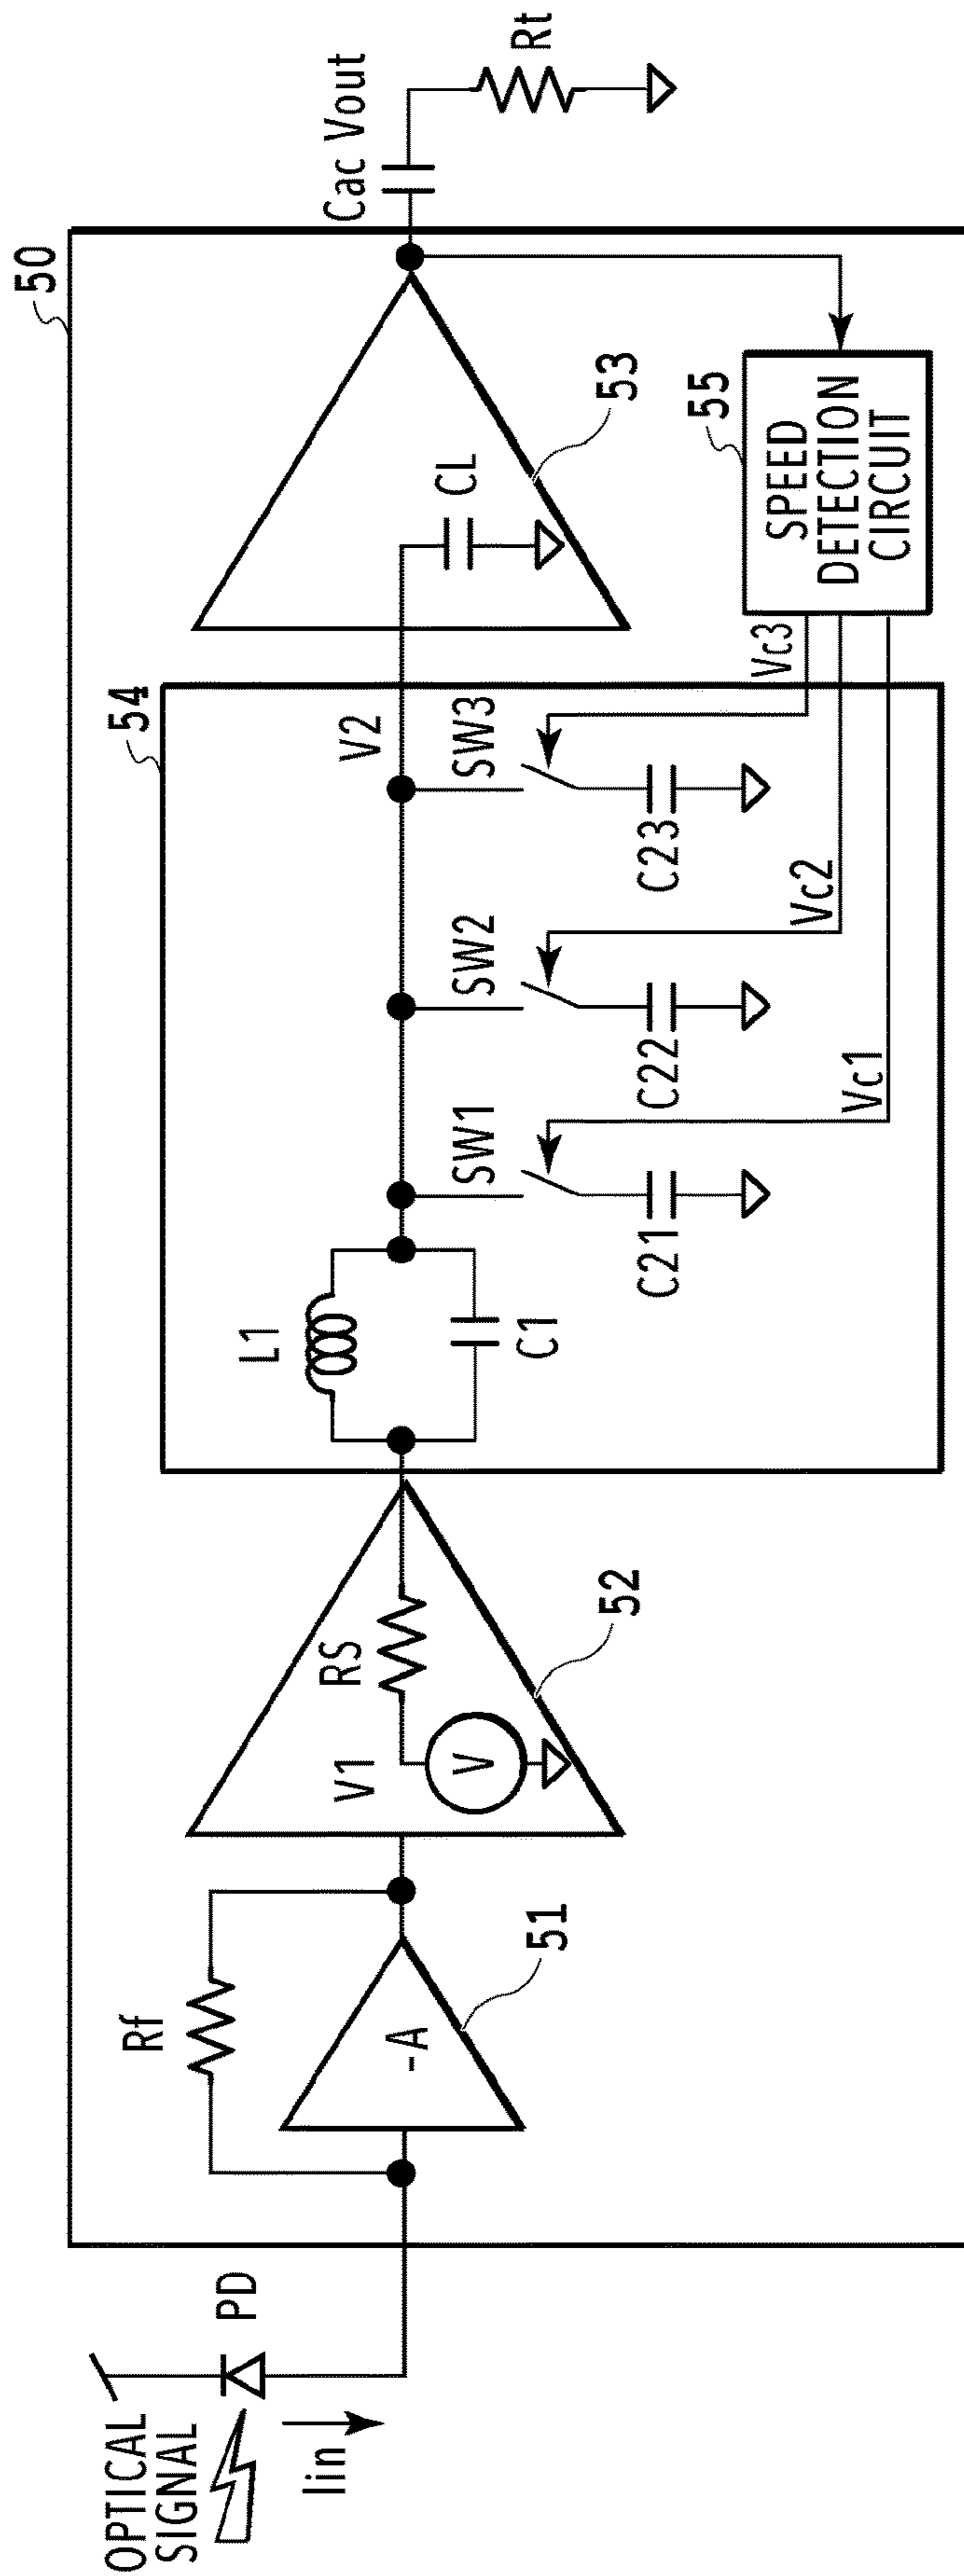 OPTICAL
SIGNAL
PD
Iin
50
Rf
-A
51
V1
V
RS
52
54
L1
C1
SW1
C21
Vc1
SW2
C22
Vc2
V2
SW3
C23
Vc3
CL
53
55
SPEED
DETECTION
CIRCUIT
Cac Vout
Rt